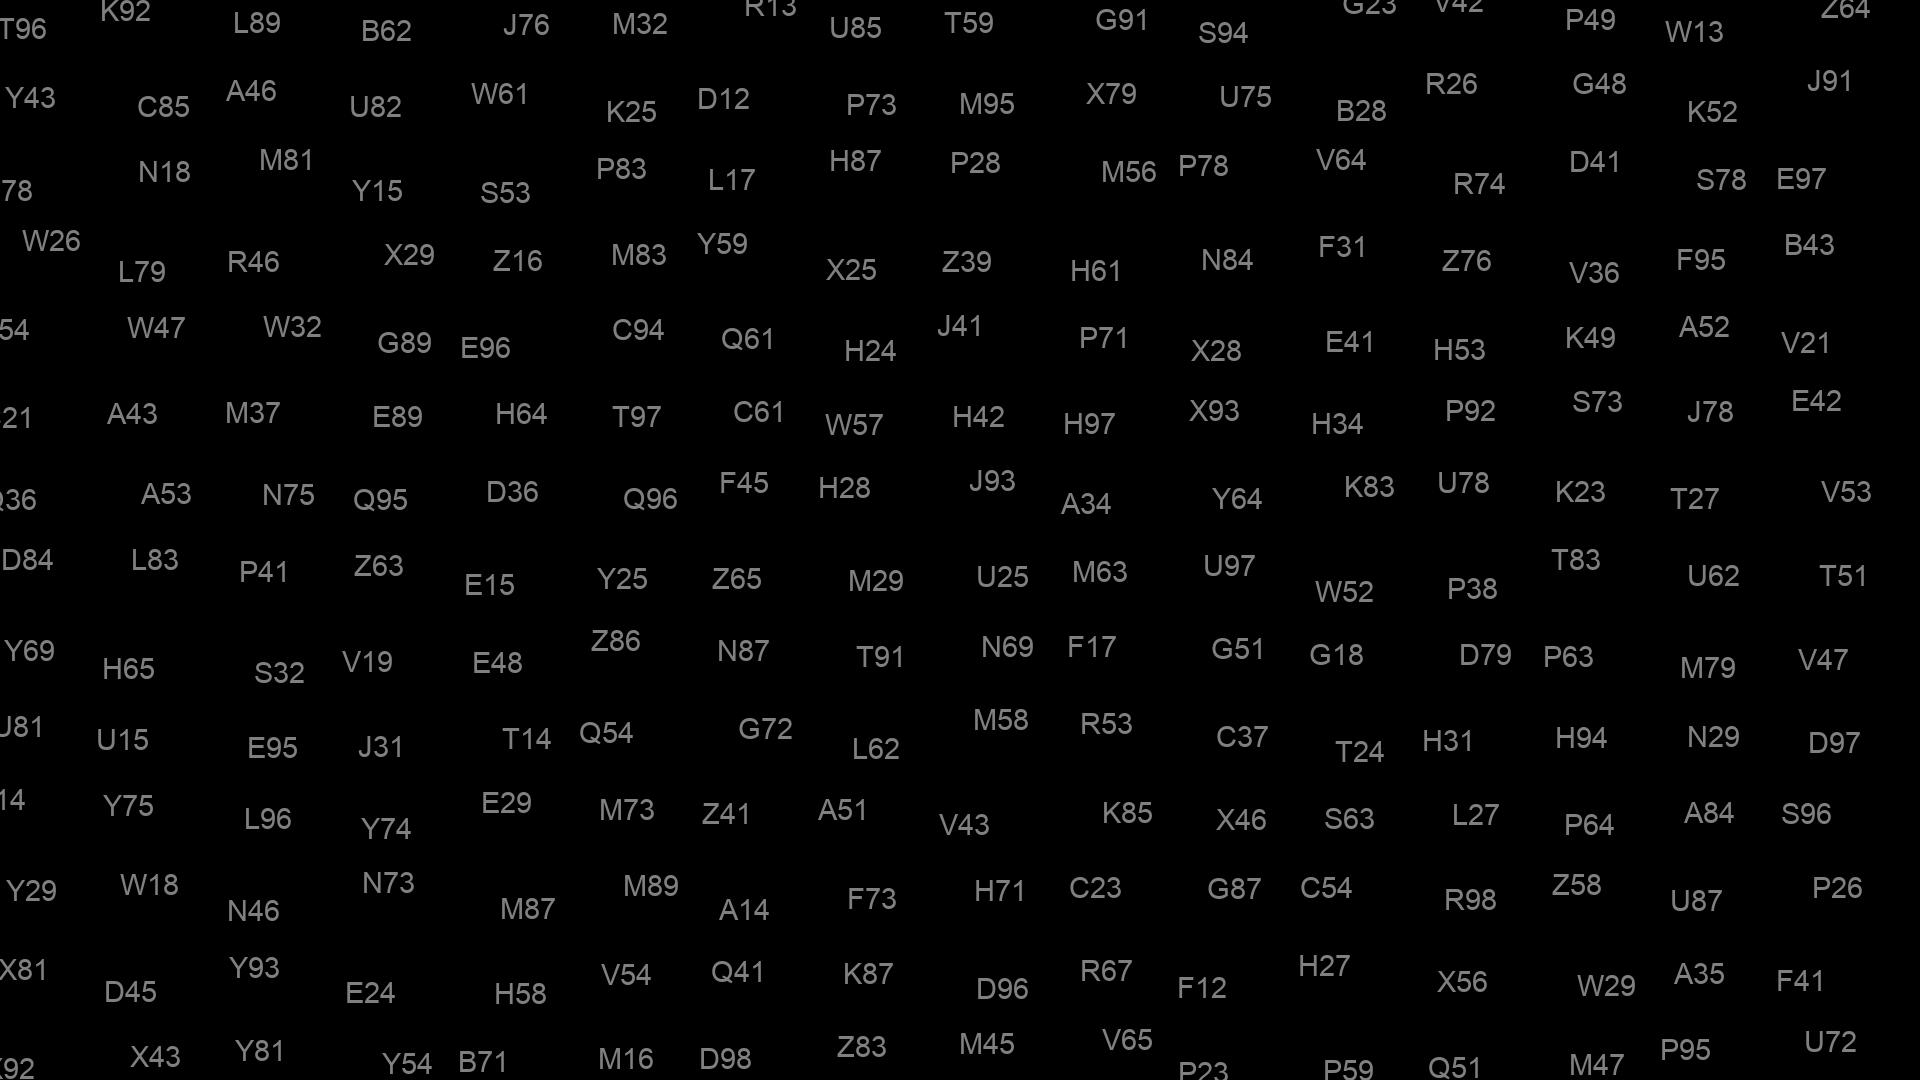 T96 K92 L89 B62 J76 M32 R13 U85 T59 G91 S94 G23 V42 P49 W13 Z64
Y43 C85 A46 U82 W61 K25 D12 P73 M95 X79 U75 B28 R26 G48 K52 J91
78 N18 M81 Y15 S53 P83 L17 H87 P28 M56 P78 V64 R74 D41 S78 E97
W26 L79 R46 X29 Z16 M83 Y59 X25 Z39 H61 N84 F31 Z76 V36 F95 B43
54 W47 W32 G89 E96 C94 Q61 H24 J41 P71 X28 E41 H53 K49 A52 V21
21 A43 M37 E89 H64 T97 C61 W57 H42 H97 X93 H34 P92 S73 J78 E42
Q36 A53 N75 Q95 D36 Q96 F45 H28 J93 A34 Y64 K83 U78 K23 T27 V53
D84 L83 P41 Z63 E15 Y25 Z65 M29 U25 M63 U97 W52 P38 T83 U62 T51
Y69 H65 S32 V19 E48 Z86 N87 T91 N69 F17 G51 G18 D79 P63 M79 V47
U81 U15 E95 J31 T14 Q54 G72 L62 M58 R53 C37 T24 H31 H94 N29 D97
14 Y75 L96 Y74 E29 M73 Z41 A51 V43 K85 X46 S63 L27 P64 A84 S96
Y29 W18 N46 N73 M87 M89 A14 F73 H71 C23 G87 C54 R98 Z58 U87 P26
X81 D45 Y93 E24 H58 V54 Q41 K87 D96 R67 F12 H27 X56 W29 A35 F41
92 X43 Y81 Y54 B71 M16 D98 Z83 M45 V65 P23 P59 Q51 M47 P95 U72